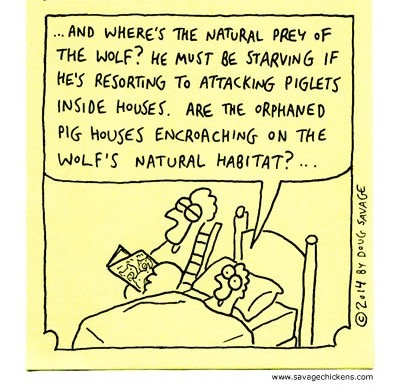 ...AND WHERE'S THE NATURAL PREY OF
THE WOLF? HE MUST BE STARVING IF
HE'S RESORTING TO ATTACKING PIGLETS
INSIDE HOUSES. ARE THE ORPHANED
PIG HOUSES ENCROACHING ON THE
WOLF'S NATURAL HABITAT?...
©2014 BY DOUG SAVAGE
www.savagechickens.com